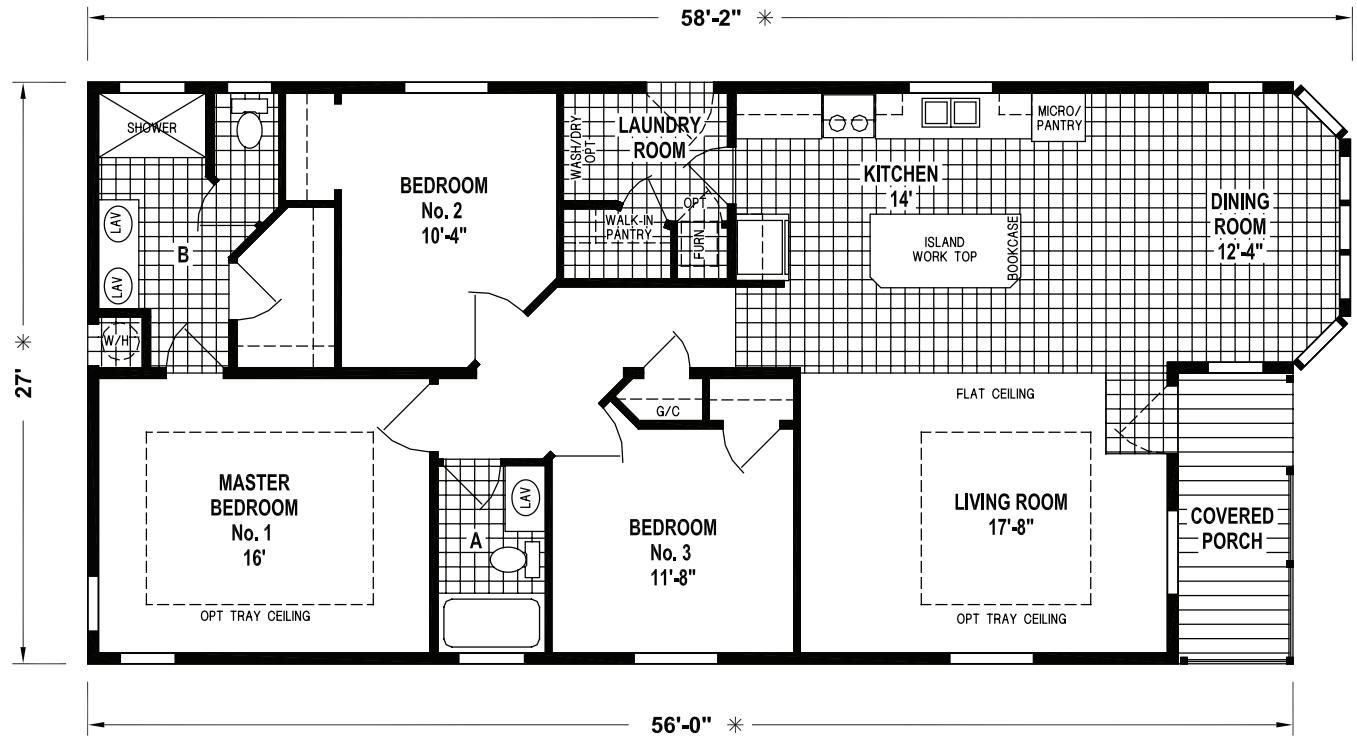 58'-2" ✳
SHOWER
LAV
LAV
B
W/H
BEDROOM
No. 2
10'-4"
WASH/DRY
OPT
LAUNDRY
ROOM
WALK-IN
PANTRY
OPT
FURN
KITCHEN
14'
MICRO/
PANTRY
ISLAND
WORK TOP
BOOKCASE
DINING
ROOM
12'-4"
27' ✳
MASTER
BEDROOM
No. 1
16'
OPT TRAY CEILING
LAV
A
G/C
BEDROOM
No. 3
11'-8"
FLAT CEILING
LIVING ROOM
17'-8"
OPT TRAY CEILING
COVERED
PORCH
56'-0" ✳